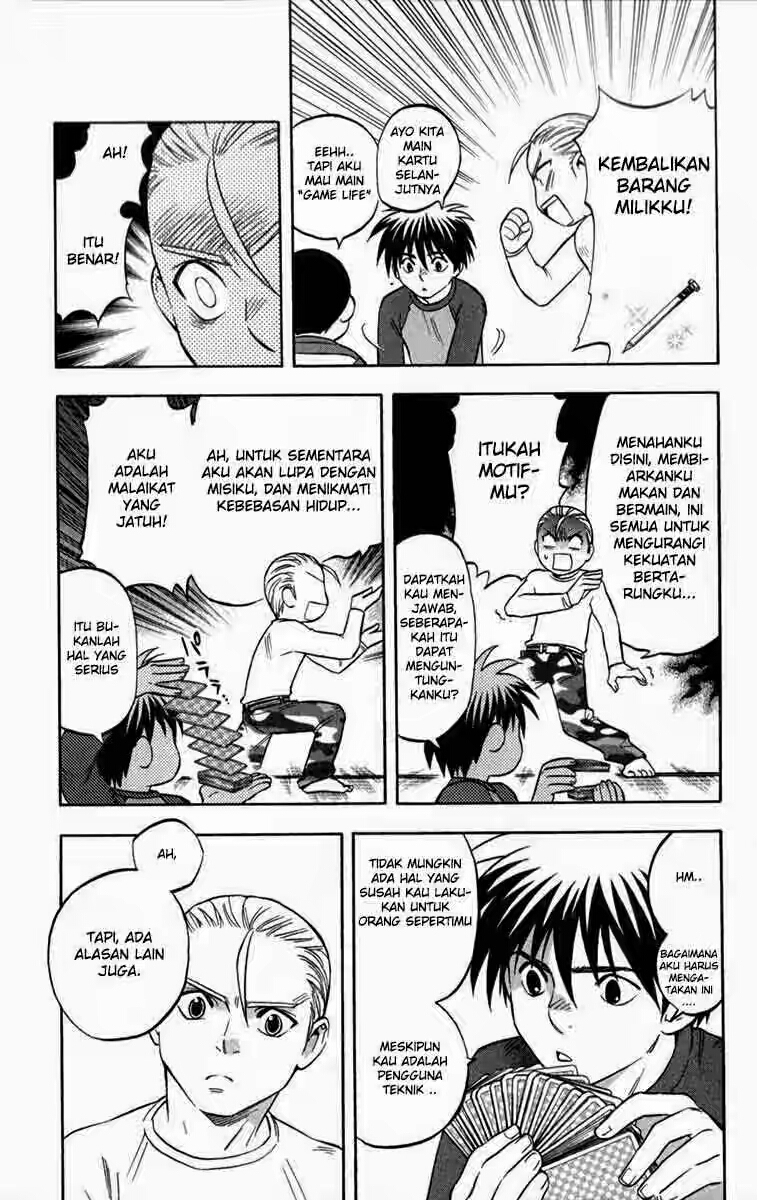 KEMBALIKAN
BARANG
MILIKKU!
AYO KITA
MAIN
KARTU
SELAN-
JUTNYA
EEHH..
TAPI AKU
MAU MAIN
"GAME LIFE"
AH!
ITU
BENAR!
MENAHANKU
DISINI, MEMBI-
ARKANKU
MAKAN DAN
BERMAIN, INI
SEMUA UNTUK
MENGURANGI
KEKUATAN
BERTA-
RUNGKU...
ITUKAH
MOTIF-
MU?
DAPATKAH
KAU MEN-
JAWAB,
SEBERAPA-
KAH ITU
DAPAT
MENGUN-
TUNG-
KANKU?
AH, UNTUK SEMENTARA
AKU AKAN LUPA DENGAN
MISIKU, DAN MENIKMATI
KEBEBASAN HIDUP...
AKU
ADALAH
MALAIKAT
YANG
JATUH!
ITU BU-
KANLAH
HAL YANG
SERIUS
HM..
BAGAIMANA
AKU HARUS
MENGA-
TAKAN INI
....
TIDAK MUNGKIN
ADA HAL YANG
SUSAH KAU LAKU-
KAN UNTUK
ORANG SEPERTIMU
MESKIPUN
KAU ADALAH
PENGGUNA
TEKNIK ..
AH,
TAPI, ADA
ALASAN LAIN
JUGA.